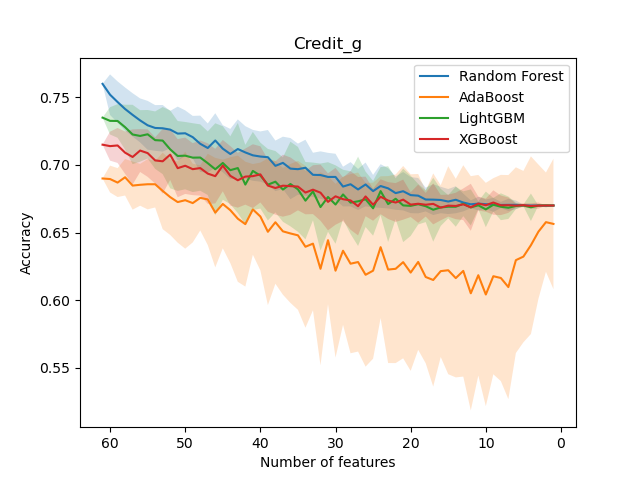 Credit_g
Random Forest
AdaBoost
LightGBM
XGBoost
Accuracy
0.75
0.70
0.65
0.60
0.55
60 50 40 30 20 10 0
Number of features